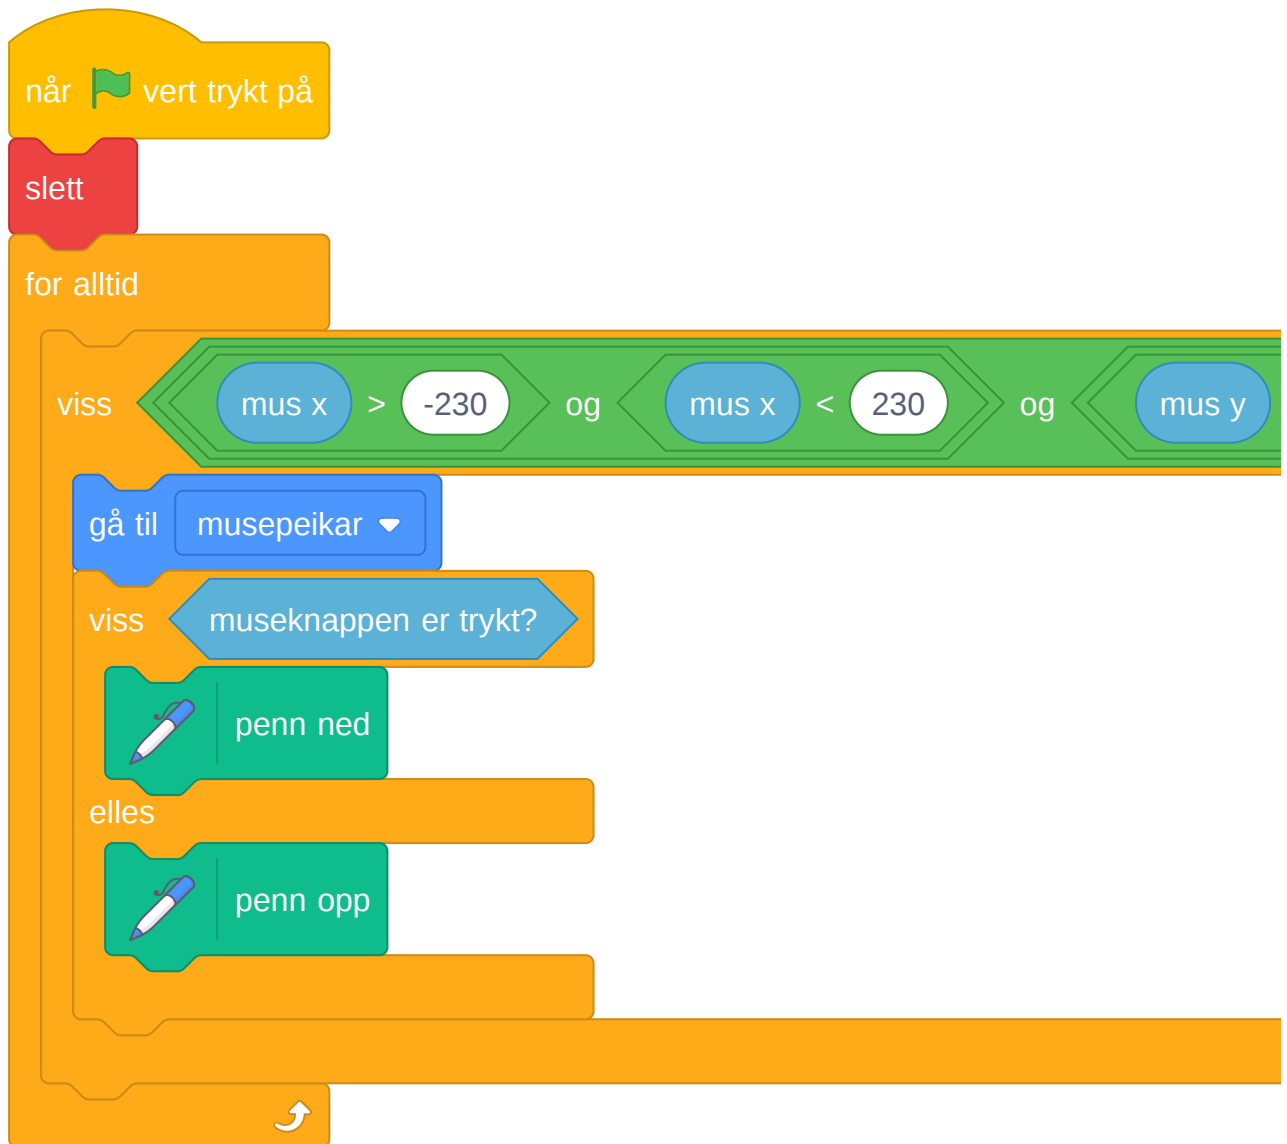 når vert trykt på
slett
for alltid
viss mus x > -230 og mus x < 230 og mus y
gå til musepeikar
viss museknappen er trykt?
penn ned
elles
penn opp